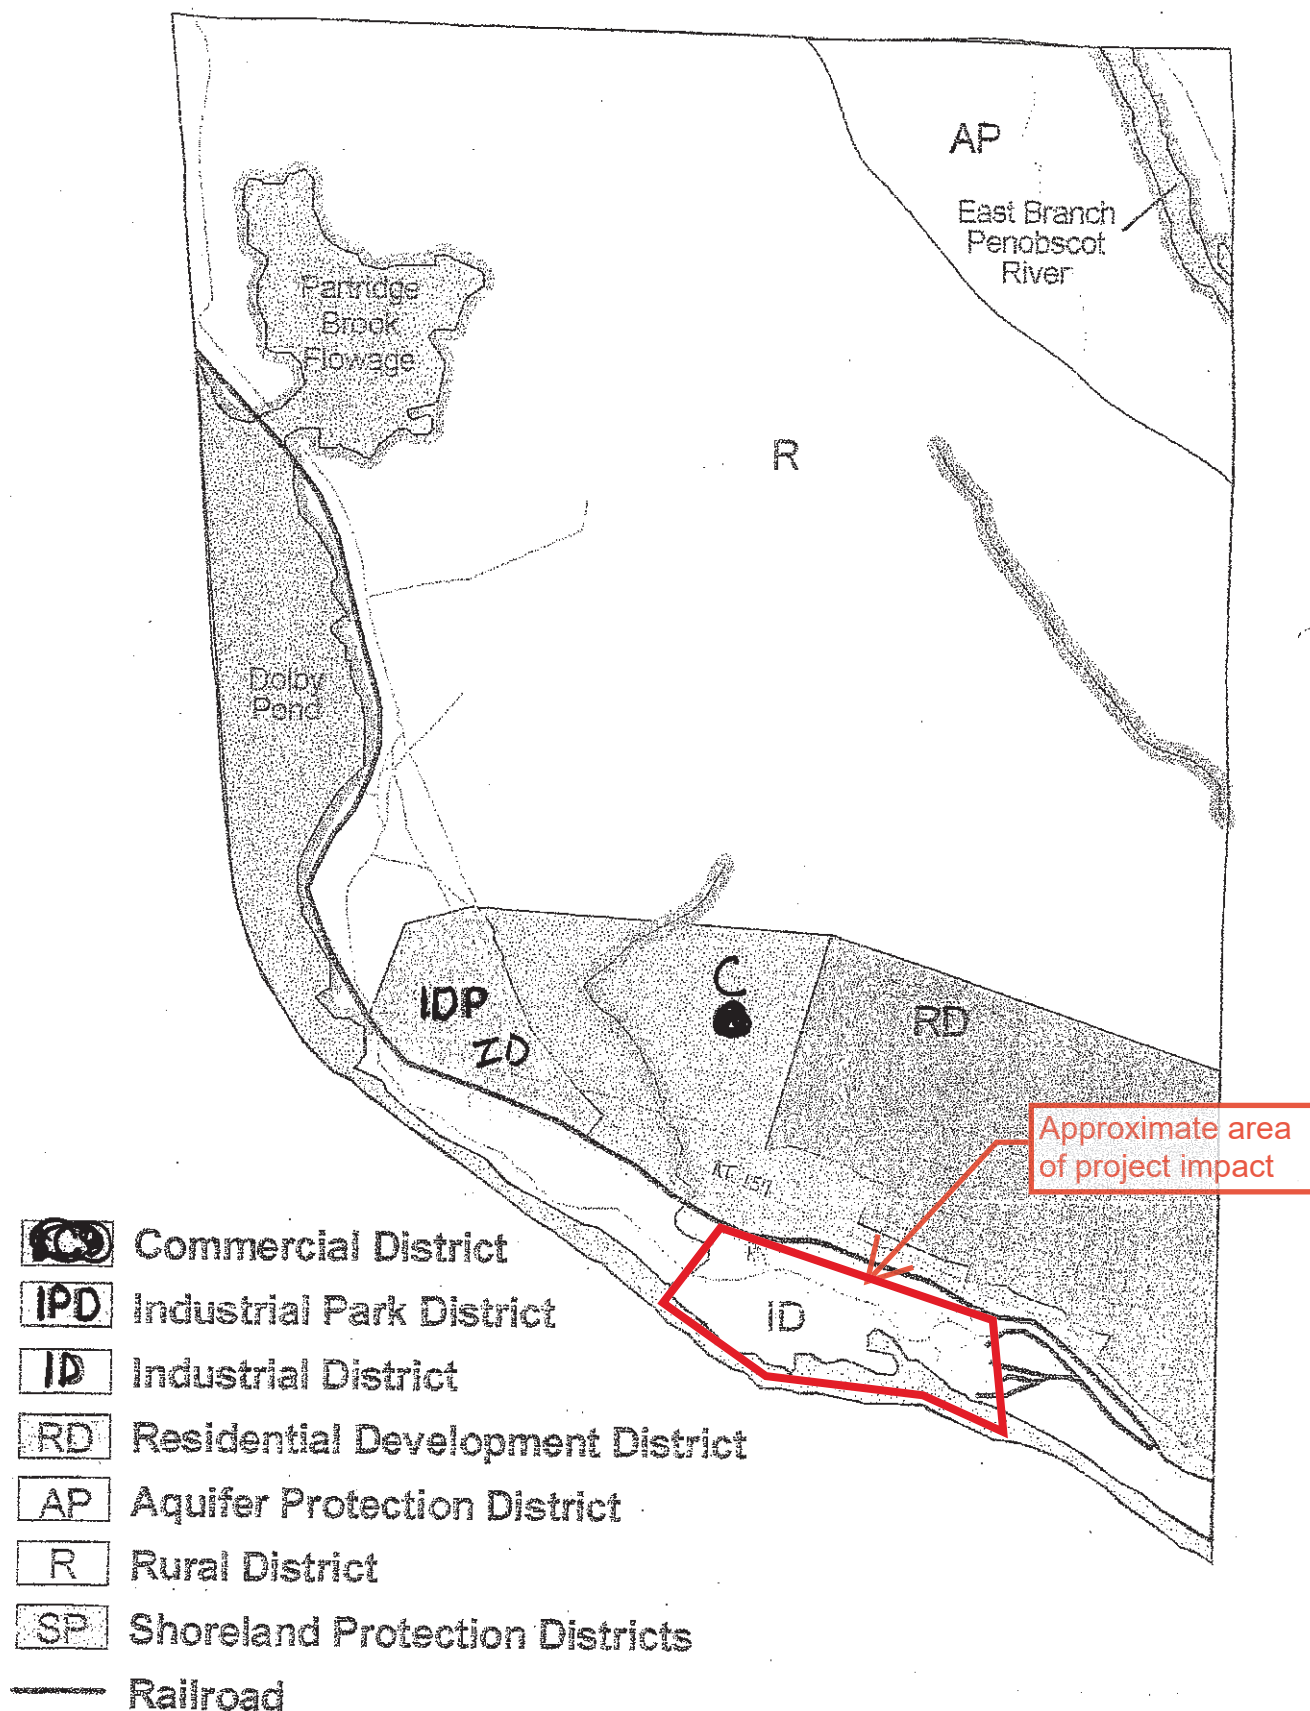 AP
East Branch
Penobscot
River
Partridge
Brook
Flowage
R
Dolby
Pond
C
IDP
ID
RD
Approximate area
of project impact
ID
C Commercial District
IPD Industrial Park District
ID Industrial District
RD Residential Development District
AP Aquifer Protection District
R Rural District
SP Shoreland Protection Districts
Railroad